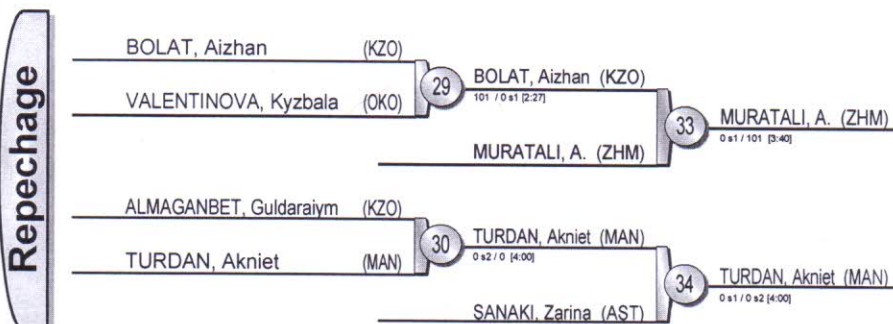 Repechage
BOLAT, Aizhan (KZO)
VALENTINOVA, Kyzbala (OKO)
29
BOLAT, Aizhan (KZO)
101 / 0 s1 [2:27]
MURATALI, A. (ZHM)
33
MURATALI, A. (ZHM)
0 s1 / 101 [3:40]
ALMAGANBET, Guldaraiym (KZO)
TURDAN, Akniet (MAN)
30
TURDAN, Akniet (MAN)
0 s2 / 0 [4:00]
SANAKI, Zarina (AST)
34
TURDAN, Akniet (MAN)
0 s1 / 0 s2 [4:00]